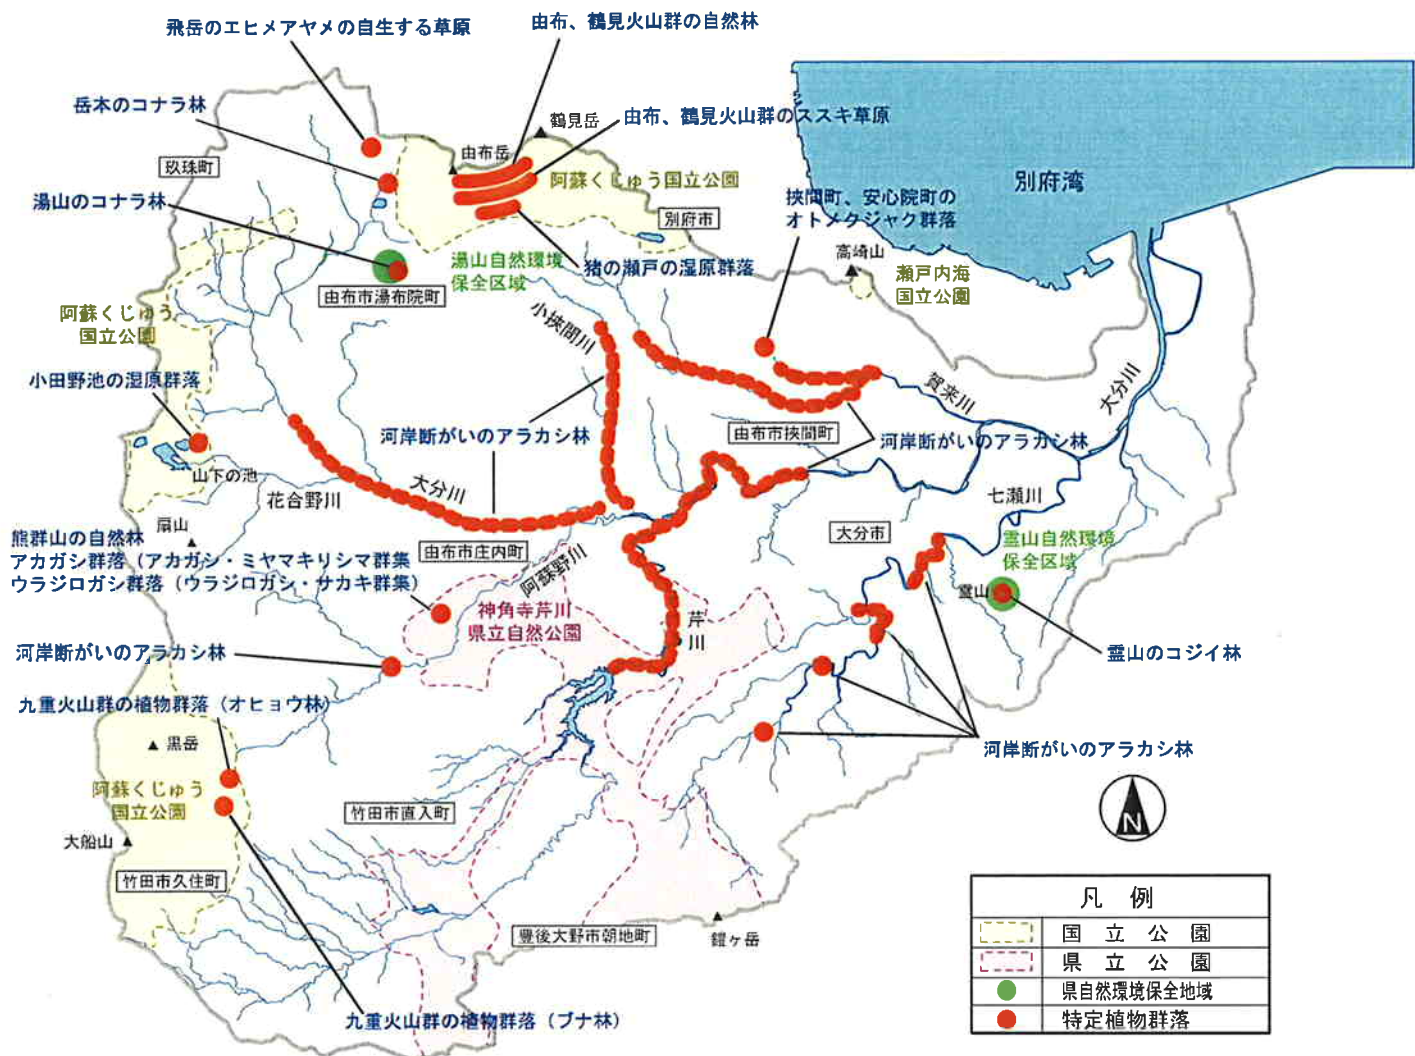 飛岳のエヒメアヤメの自生する草原
由布、鶴見火山群の自然林
岳本のコナラ林
鶴見岳
由布、鶴見火山群のススキ草原
玖珠町
由布岳
阿蘇くじゅう国立公園
別府湾
湯山のコナラ林
挾間町、安心院町の
オトメクジャク群落
別府市
高崎山
湯山自然環境
保全区域
猪の瀬戸の湿原群落
瀬戸内海
国立公園
由布市湯布院町
阿蘇くじゅう
国立公園
小挾間川
小田野池の湿原群落
賀来川
大分川
河岸断がいのアラカシ林
由布市挾間町
河岸断がいのアラカシ林
山下の池
花合野川
大分川
七瀬川
扇山
熊群山の自然林
アカガシ群落（アカガシ・ミヤマキリシマ群集
ウラジロガシ群落（ウラジロガシ・サカキ群集）
由布市庄内町
大分市
霊山自然環境
保全区域
阿蘇野川
霊山
神角寺芹川
県立自然公園
芹川
河岸断がいのアラカシ林
霊山のコジイ林
九重火山群の植物群落（オヒョウ林）
黒岳
河岸断がいのアラカシ林
阿蘇くじゅう
国立公園
竹田市直入町
N
大船山
竹田市久住町
豊後大野市朝地町
鎧ヶ岳
九重火山群の植物群落（ブナ林）
凡例
国立公園
県立公園
県自然環境保全地域
特定植物群落